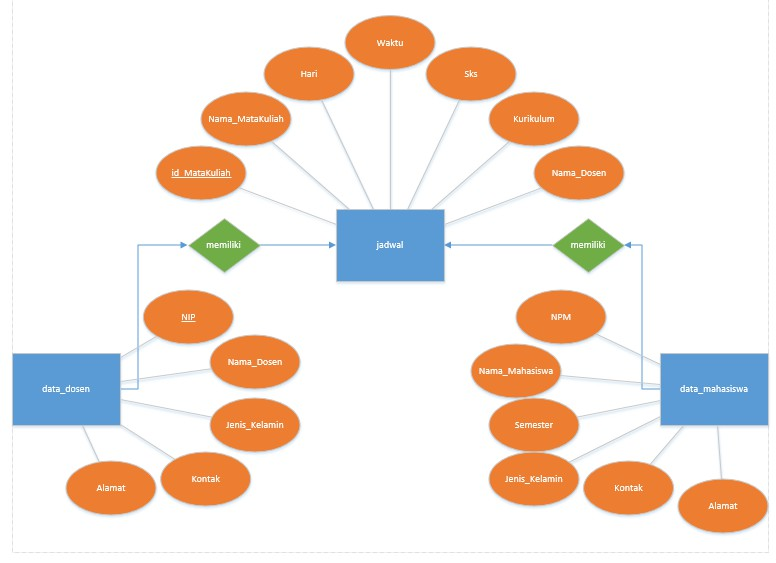 Waktu
Hari
Sks
Nama_MataKuliah
Kurikulum
id_MataKuliah
Nama_Dosen
memiliki
jadwal
memiliki
NIP
NPM
Nama_Dosen
Nama_Mahasiswa
data_dosen
data_mahasiswa
Jenis_Kelamin
Semester
Alamat
Kontak
Jenis_Kelamin
Kontak
Alamat